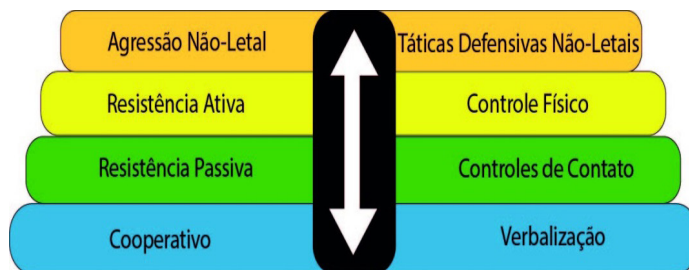 Agressão Não-Letal
Táticas Defensivas Não-Letais
Resistência Ativa
Controle Físico
Resistência Passiva
Controles de Contato
Cooperativo
Verbalização